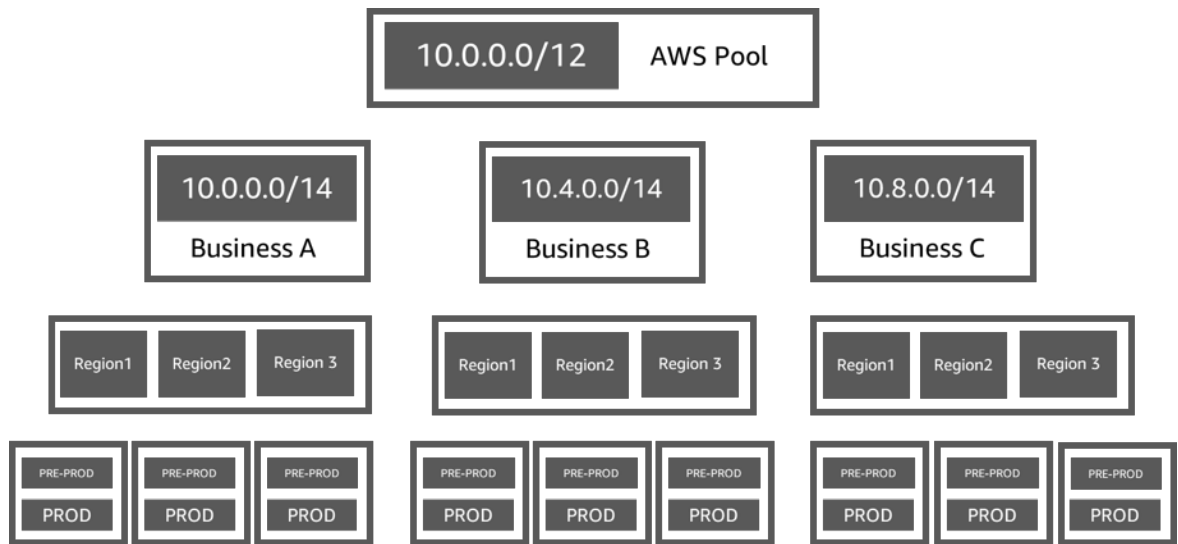 10.0.0.0/12 AWS Pool
10.0.0.0/14
Business A
10.4.0.0/14
Business B
10.8.0.0/14
Business C
Region1 Region2 Region 3
Region1 Region2 Region 3
Region1 Region2 Region 3
PRE-PROD
PROD
PRE-PROD
PROD
PRE-PROD
PROD
PRE-PROD
PROD
PRE-PROD
PROD
PRE-PROD
PROD
PRE-PROD
PROD
PRE-PROD
PROD
PRE-PROD
PROD